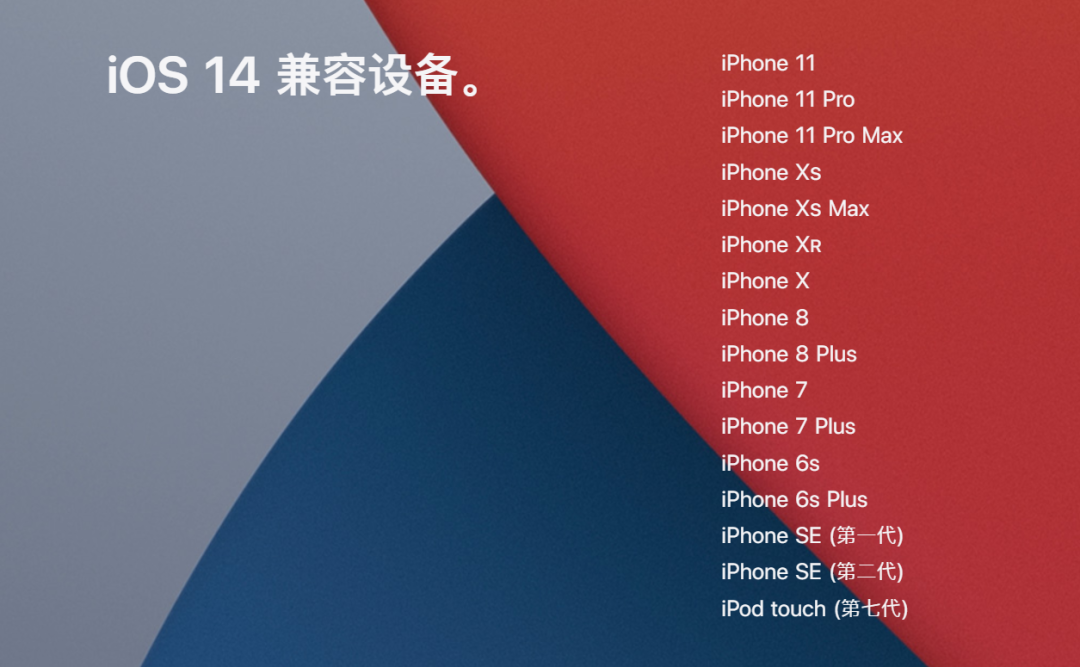 iOS 14 兼容设备。
iPhone 11
iPhone 11 Pro
iPhone 11 Pro Max
iPhone Xs
iPhone Xs Max
iPhone XR
iPhone X
iPhone 8
iPhone 8 Plus
iPhone 7
iPhone 7 Plus
iPhone 6s
iPhone 6s Plus
iPhone SE (第一代)
iPhone SE (第二代)
iPod touch (第七代)